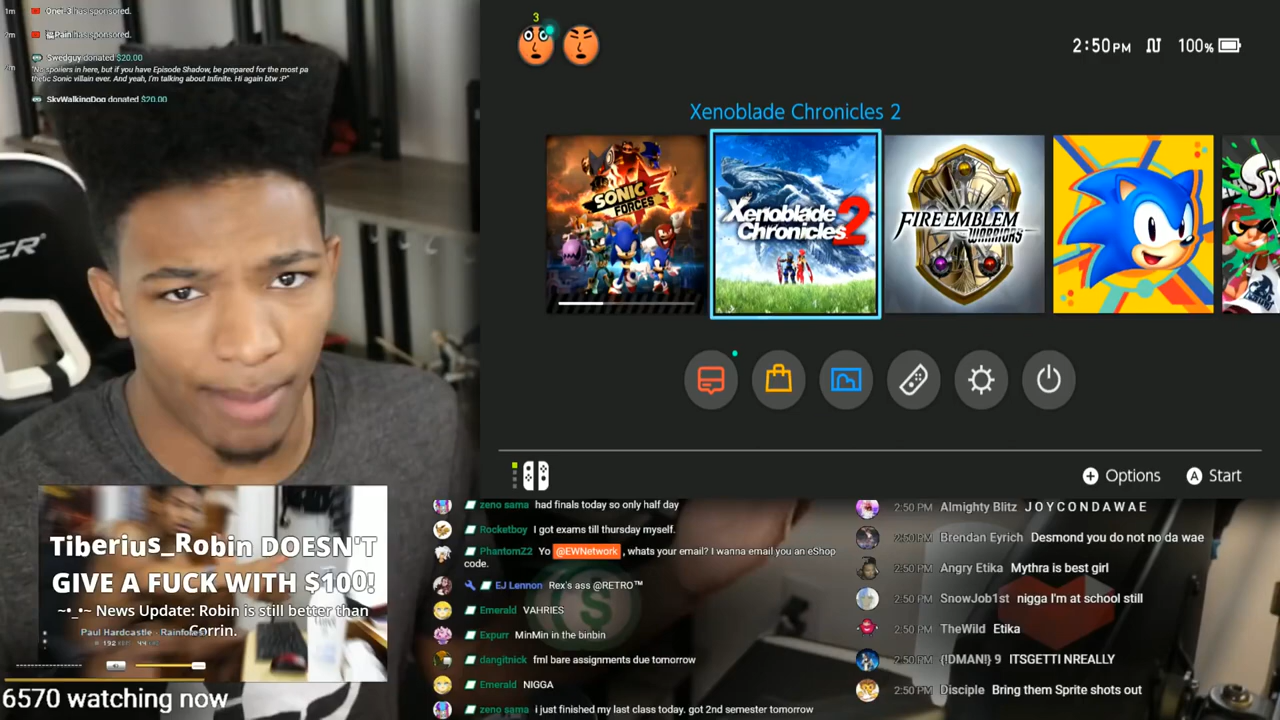 1m Oner 3 has sponsored.
2m Pain has sponsored.
Swedguy donated $20.00
"No spoilers in here, but if you have Episode Shadow, be prepared for the most pa
thetic Sonic villain ever. And yeah, I'm talking about Infinite. Hi again btw :P"
SkyWalkingDog donated $20.00
3
2:50PM 100%
Xenoblade Chronicles 2
SONIC
FORCES
Xenoblade
Chronicles 2
FIRE EMBLEM
WARRIORS
Options Start
Tiberius_Robin DOESN'T
GIVE A FUCK WITH $100!
~•_•~ News Update: Robin is still better than
Corrin.
Paul Hardcastle - Rainforest
6570 watching now
zeno sama had finals today so only half day
Rocketboy I got exams till thursday myself.
PhantomZ2 Yo @EWNetwork , whats your email? I wanna email you an eShop
code.
EJ Lennon Rex's ass @RETRO™
Emerald VAHRIES
Expurr MinMin in the binbin
dangitnick fml bare assignments due tomorrow
Emerald NIGGA
zeno sama i just finished my last class today. got 2nd semester tomorrow
2:50 PM Almighty Blitz J O Y C O N D A W A E
2:50 PM Brendan Eyrich Desmond you do not no da wae
2:50 PM Angry Etika Mythra is best girl
2:50 PM SnowJob1st nigga I'm at school still
2:50 PM TheWild Etika
2:50 PM {!DMAN!} 9 ITSGETTI NREALLY
2:50 PM Disciple Bring them Sprite shots out